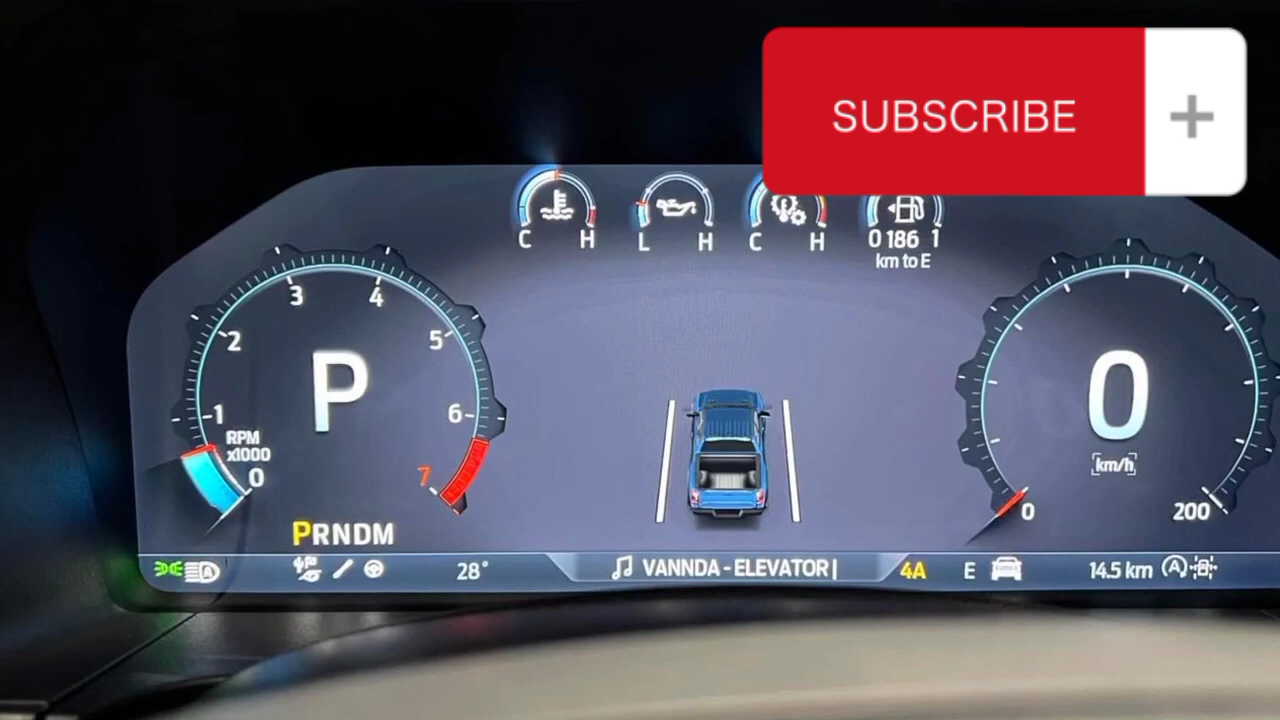 SUBSCRIBE +
C H
L H
C H
0 186 1
km to E
3
4
2
5
1
6
RPM
x1000
0
7
P
PRNDM
0
km/h
0
200
28°
VANNDA - ELEVATOR|
4A
E
14.5 km
A